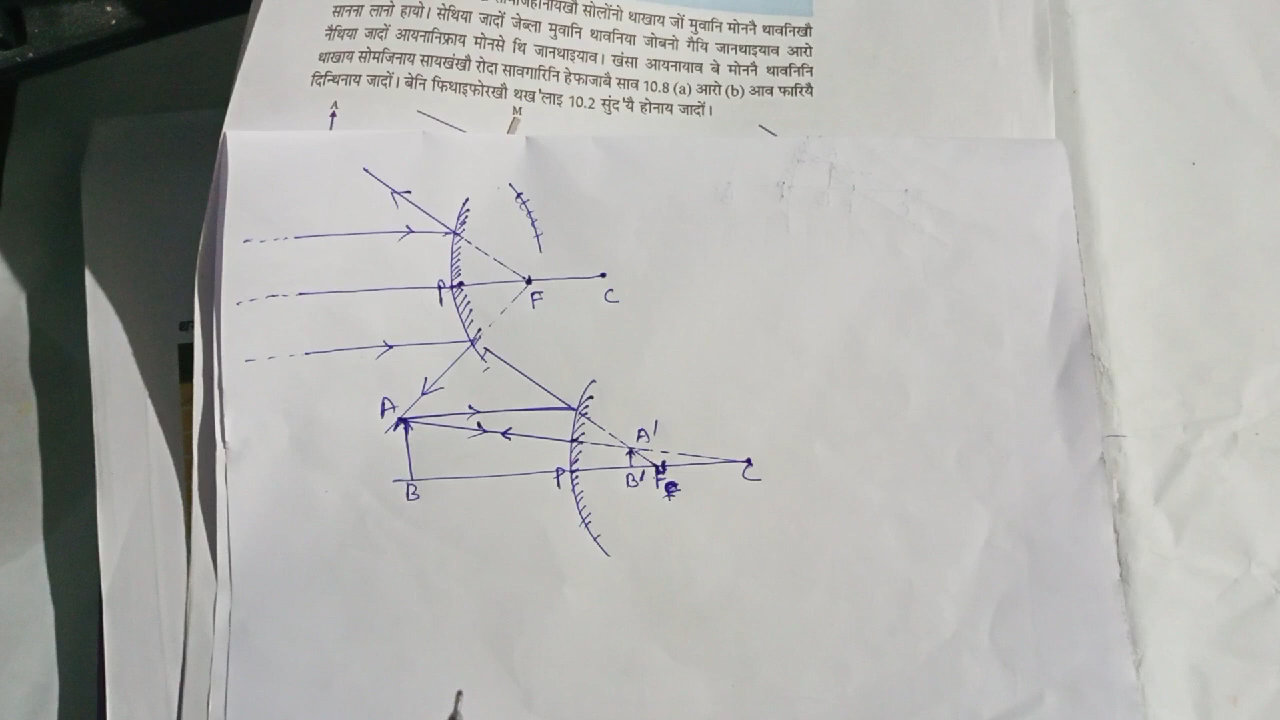 सानना लानो हायो। सेथिया जादों जेब्ला मुवानि थावनिया जोबनो गैयि जानथाइयाव आरो
नैथिया जादों आयनानिफ्राय मोनसे थि जानथाइयाव। खंसा आयनायाव बे मोननै थावनिनि
थाखाय सोमजिनाय सायखंखौ रोदा सावगारिनि हेफाजाबै साव 10.8 (a) आरो (b) आव फारियै
दिन्थिनाय जादों। बेनि फिथाइफोरखौ थख'लाइ 10.2 सुंद'यै होनाय जादों।
A
M
P
F
C
A
A'
P
B'
F
C
B